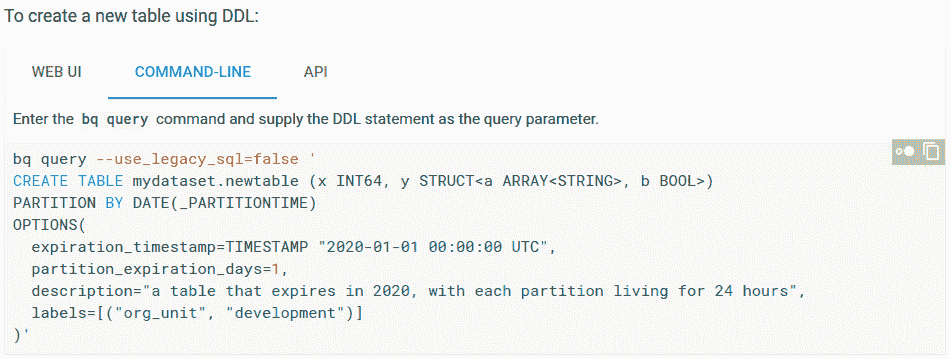 To create a new table using DDL:
WEB UI COMMAND-LINE API
Enter the bq query command and supply the DDL statement as the query parameter.
bq query --use_legacy_sql=false '
CREATE TABLE mydataset.newtable (x INT64, y STRUCT<a ARRAY<STRING>, b BOOL>)
PARTITION BY DATE(_PARTITIONTIME)
OPTIONS(
  expiration_timestamp=TIMESTAMP "2020-01-01 00:00:00 UTC",
  partition_expiration_days=1,
  description="a table that expires in 2020, with each partition living for 24 hours",
  labels=[("org_unit", "development")]
)'